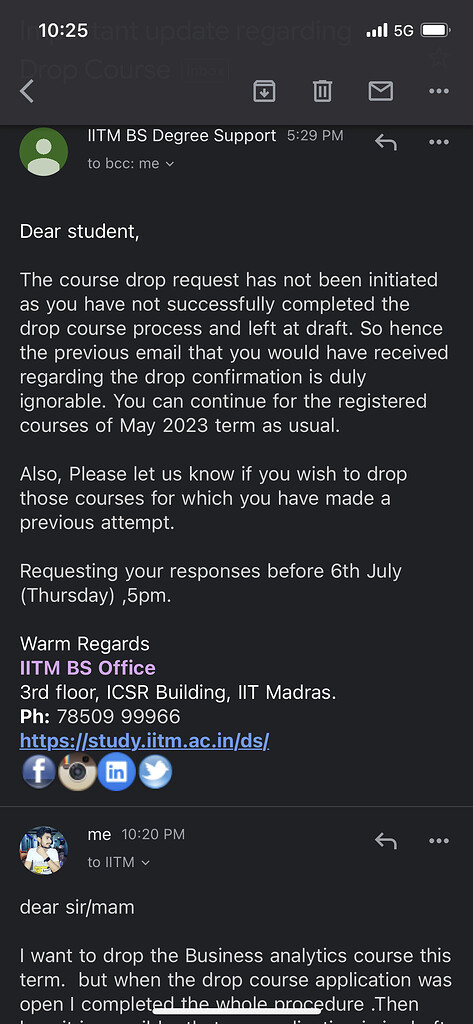 10:25
5G
Important update regarding
Drop Course
IITM BS Degree Support 5:29 PM
to bcc: me
Dear student,
The course drop request has not been initiated
as you have not successfully completed the
drop course process and left at draft. So hence
the previous email that you would have received
regarding the drop confirmation is duly
ignorable. You can continue for the registered
courses of May 2023 term as usual.
Also, Please let us know if you wish to drop
those courses for which you have made a
previous attempt.
Requesting your responses before 6th July
(Thursday) ,5pm.
Warm Regards
IITM BS Office
3rd floor, ICSR Building, IIT Madras.
Ph: 78509 99966
https://study.iitm.ac.in/ds/
me 10:20 PM
to IITM
dear sir/mam
I want to drop the Business analytics course this
term. but when the drop course application was
open I completed the whole procedure .Then